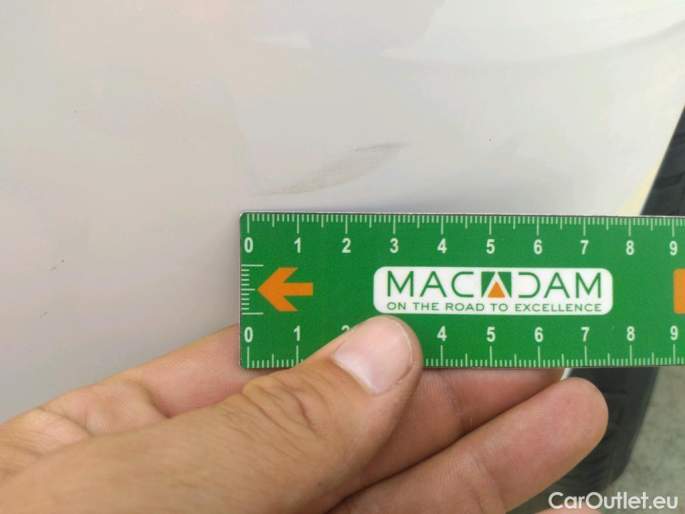 0 1 2 3 4 5 6 7 8 9
MACADAM
ON THE ROAD TO EXCELLENCE
0 1 2 4 5 6 7 8 9
CarOutlet.eu